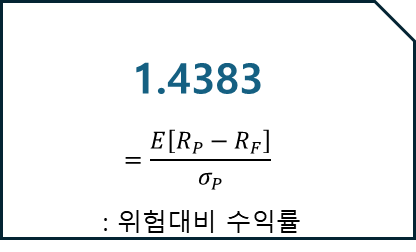 1.4383
= E[R_P − R_F] / σ_P
: 위험대비 수익률